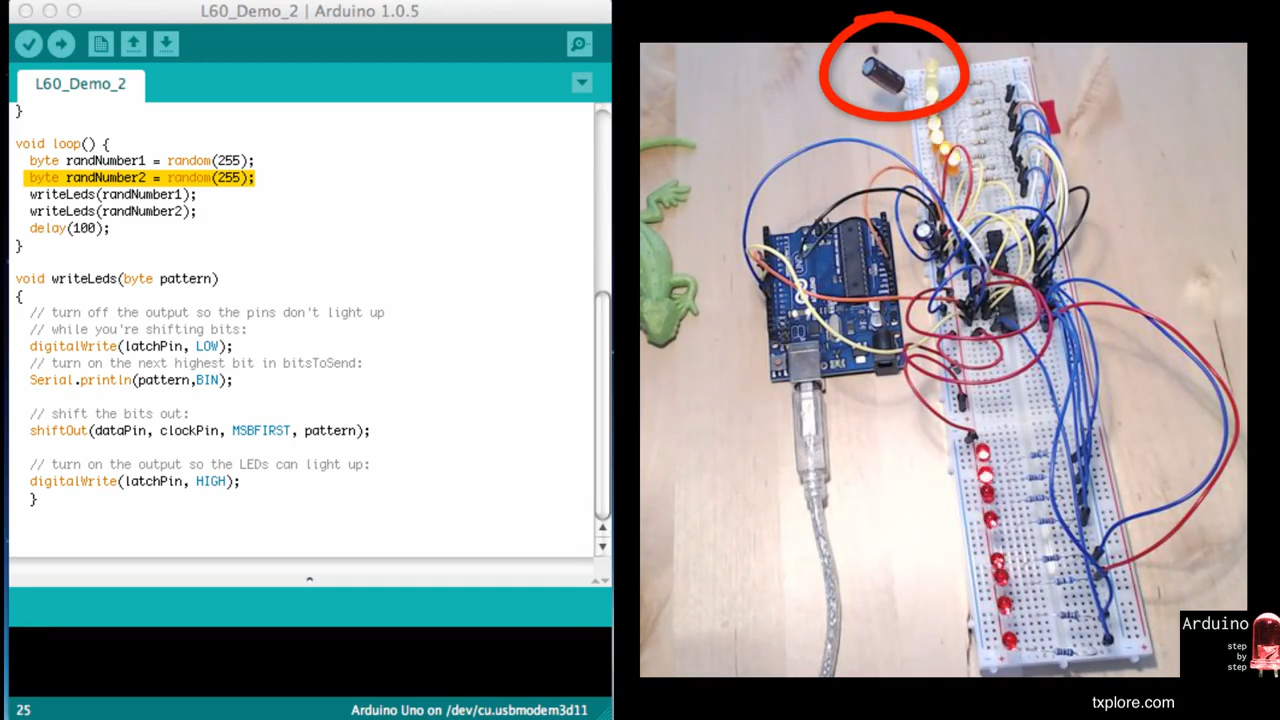 L60_Demo_2 | Arduino 1.0.5
L60_Demo_2
}
void loop() {
byte randNumber1 = random(255);
byte randNumber2 = random(255);
writeLeds(randNumber1);
writeLeds(randNumber2);
delay(100);
}
void writeLeds(byte pattern)
{
// turn off the output so the pins don't light up
// while you're shifting bits:
digitalWrite(latchPin, LOW);
// turn on the next highest bit in bitsToSend:
Serial.println(pattern,BIN);
// shift the bits out:
shiftOut(dataPin, clockPin, MSBFIRST, pattern);
// turn on the output so the LEDs can light up:
digitalWrite(latchPin, HIGH);
}
25
Arduino Uno on /dev/cu.usbmodem3d11
Arduino
step
by
step
txplore.com